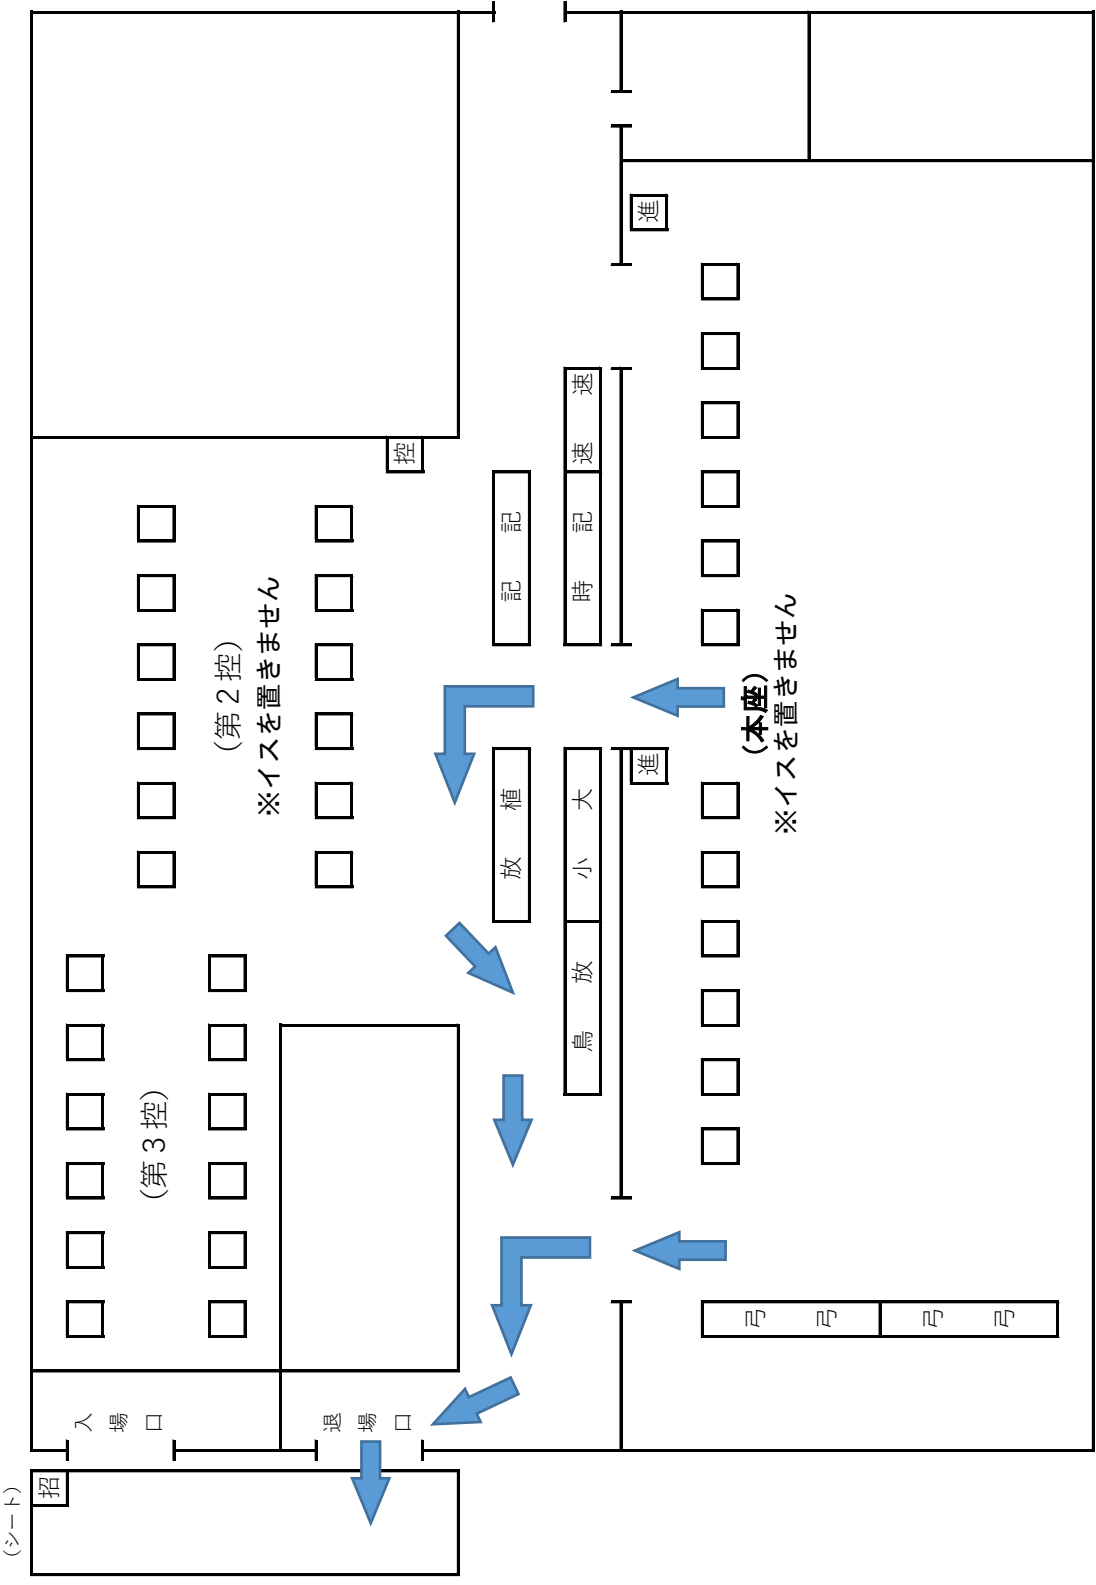 （シート）
招
入場口
退場口
（第３控）
（第２控）
※イスを置きません
控
放 植
記 記
鳥 放
小 大
時 記
速 速
進
進
（本座）
※イスを置きません
弓
弓
弓
弓